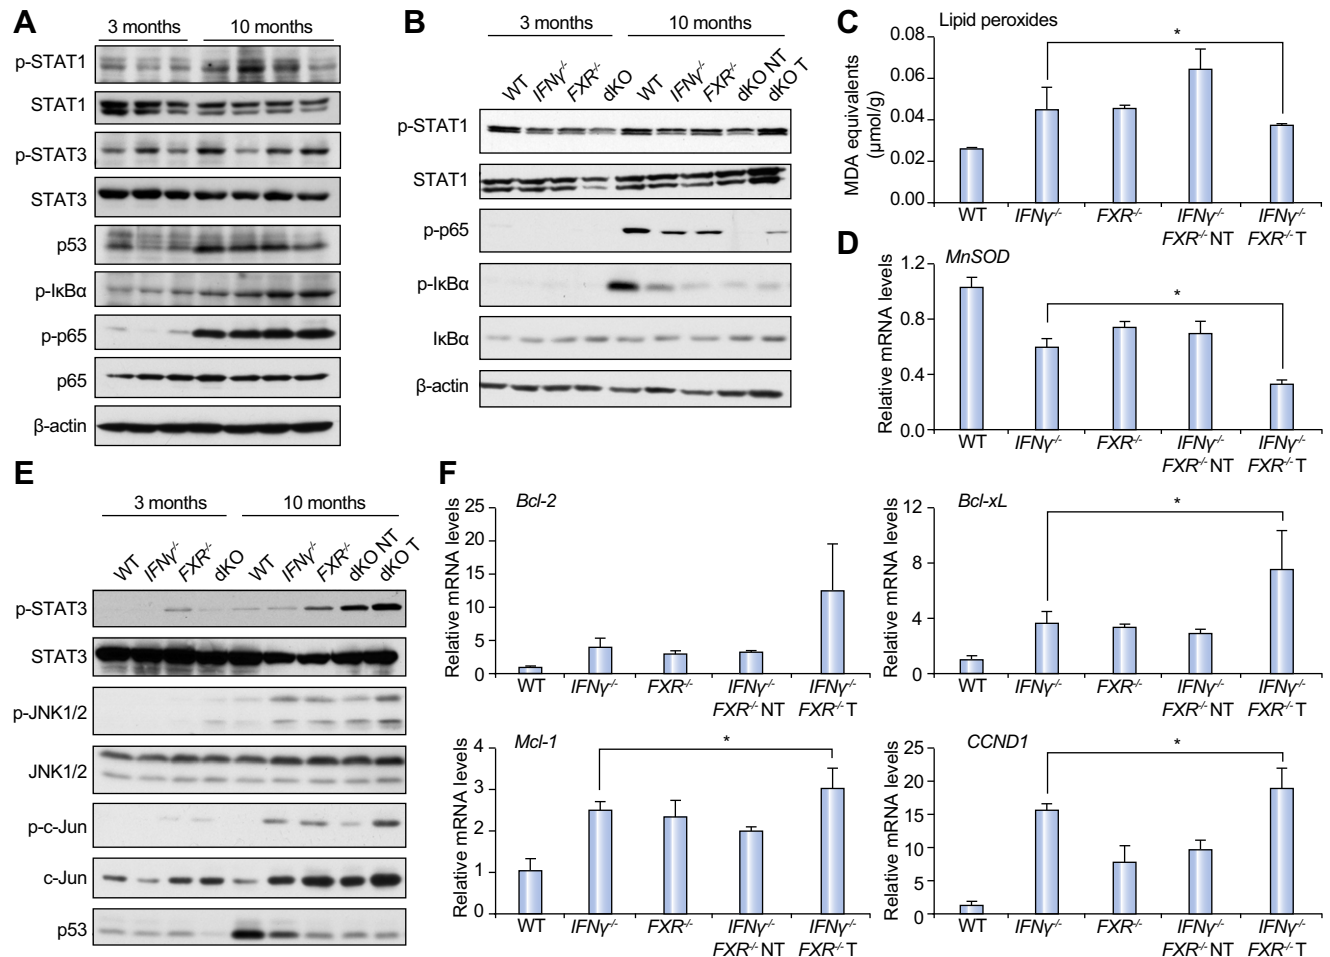 A
3 months 10 months
p-STAT1
STAT1
p-STAT3
STAT3
p53
p-IκBα
p-p65
p65
β-actin
B
3 months 10 months
WT IFNγ-/- FXR-/- dKO WT IFNγ-/- FXR-/- dKO NT dKO T
p-STAT1
STAT1
p-p65
p-IκBα
IκBα
β-actin
C
Lipid peroxides
MDA equivalents
(μmol/g)
0.08
0.06
0.04
0.02
0.00
*
WT IFNγ-/- FXR-/- IFNγ-/- IFNγ-/-
FXR-/- NT FXR-/- T
D
MnSOD
Relative mRNA levels
1.2
0.8
0.4
0.0
*
WT IFNγ-/- FXR-/- IFNγ-/- IFNγ-/-
FXR-/- NT FXR-/- T
E
3 months 10 months
WT IFNγ-/- FXR-/- dKO WT IFNγ-/- FXR-/- dKO NT dKO T
p-STAT3
STAT3
p-JNK1/2
JNK1/2
p-c-Jun
c-Jun
p53
F
Bcl-2
Relative mRNA levels
25
20
15
10
5
0
WT IFNγ-/- FXR-/- IFNγ-/- IFNγ-/-
FXR-/- NT FXR-/- T
Bcl-xL
Relative mRNA levels
12
8
4
0
*
WT IFNγ-/- FXR-/- IFNγ-/- IFNγ-/-
FXR-/- NT FXR-/- T
Mcl-1
Relative mRNA levels
4
3
2
1
0
*
WT IFNγ-/- FXR-/- IFNγ-/- IFNγ-/-
FXR-/- NT FXR-/- T
CCND1
Relative mRNA levels
25
20
15
10
5
0
*
WT IFNγ-/- FXR-/- IFNγ-/- IFNγ-/-
FXR-/- NT FXR-/- T